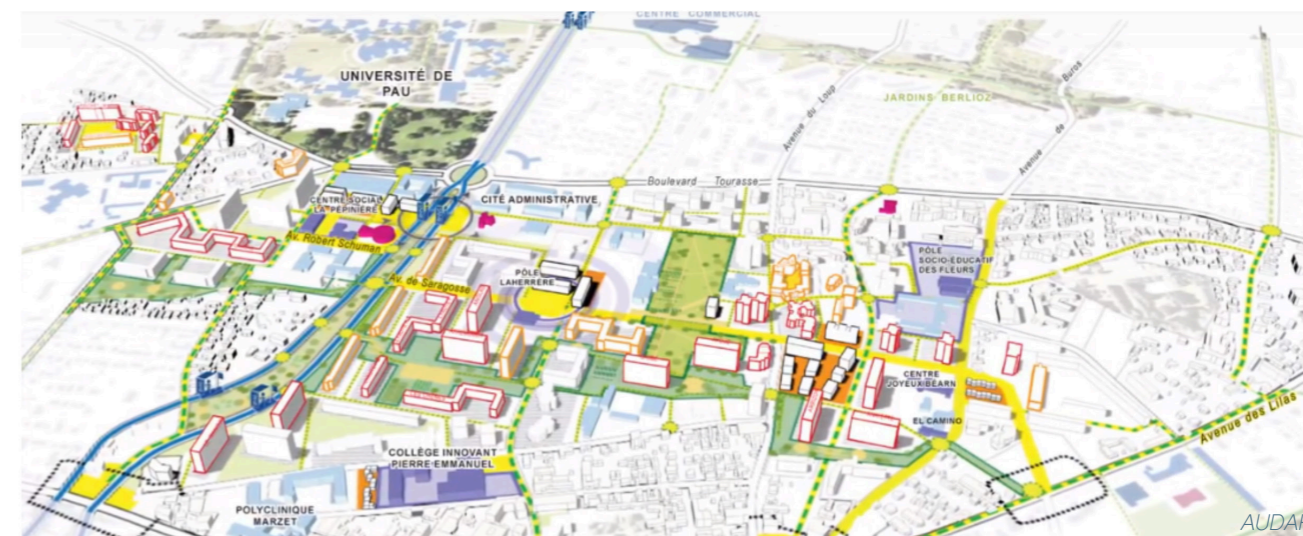 CENTRE COMMERCIAL
UNIVERSITÉ DE
PAU
JARDINS BERLIOZ
Avenue du Loup
Avenue de Buros
Boulevard Tourasse
CENTRE SOCIAL
LA PÉPINIÈRE
CITÉ ADMINISTRATIVE
Av. Robert Schuman
Av. de Saragosse
PÔLE
LAHERRÈRE
PÔLE
SOCIO-EDUCATIF
DES FLEURS
CENTRE
JOYEUX BÉARN
EL CAMINO
Avenue des Lilas
COLLÈGE INNOVANT
PIERRE EMMANUEL
POLYCLINIQUE
MARZET